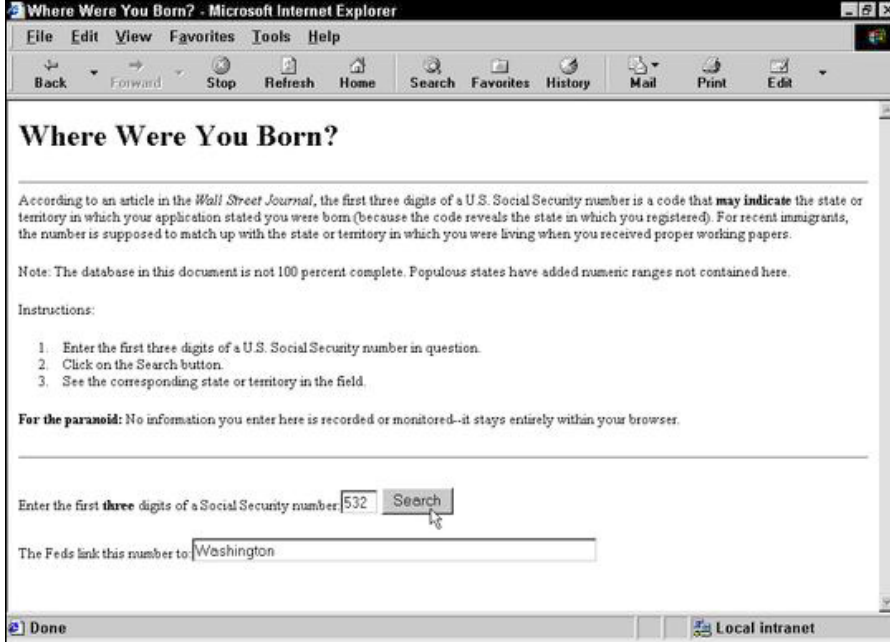 Where Were You Born? - Microsoft Internet Explorer
File Edit View Favorites Tools Help
Back Forward Stop Refresh Home Search Favorites History Mail Print Edit
Where Were You Born?
According to an article in the Wall Street Journal, the first three digits of a U.S. Social Security number is a code that may indicate the state or
territory in which your application stated you were born (because the code reveals the state in which you registered). For recent immigrants,
the number is supposed to match up with the state or territory in which you were living when you received proper working papers.
Note: The database in this document is not 100 percent complete. Populous states have added numeric ranges not contained here.
Instructions:
1. Enter the first three digits of a U.S. Social Security number in question.
2. Click on the Search button.
3. See the corresponding state or territory in the field.
For the paranoid: No information you enter here is recorded or monitored--it stays entirely within your browser.
Enter the first three digits of a Social Security number: 532 Search
The Feds link this number to: Washington
Done Local intranet